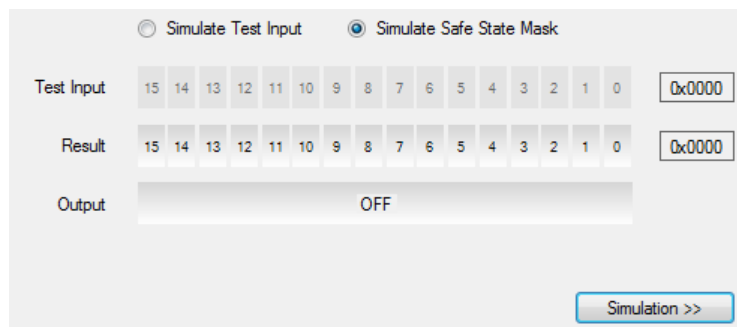 Simulate Test Input Simulate Safe State Mask
Test Input 15 14 13 12 11 10 9 8 7 6 5 4 3 2 1 0 0x0000
Result 15 14 13 12 11 10 9 8 7 6 5 4 3 2 1 0 0x0000
Output OFF
Simulation >>